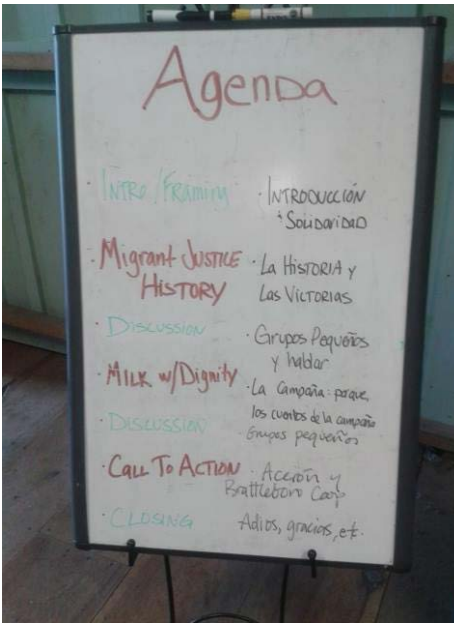 Agenda
· Intro/Framing
· INTRODUCCIÓN
y SOLIDARIDAD
· Migrant JUSTICE
HISTORY
· La HISTORIA y
Las VICTORIAS
· DISCUSSION
· Grupos Pequeños
y hablar
· MILK w/Dignity
· La Campaña: porque,
los cuentos de la campaña
Grupos pequeños
· DISCUSSION
· CALL TO ACTION
· Acción y
Brattleboro Coop
· CLOSING
Adios, gracias, etc.